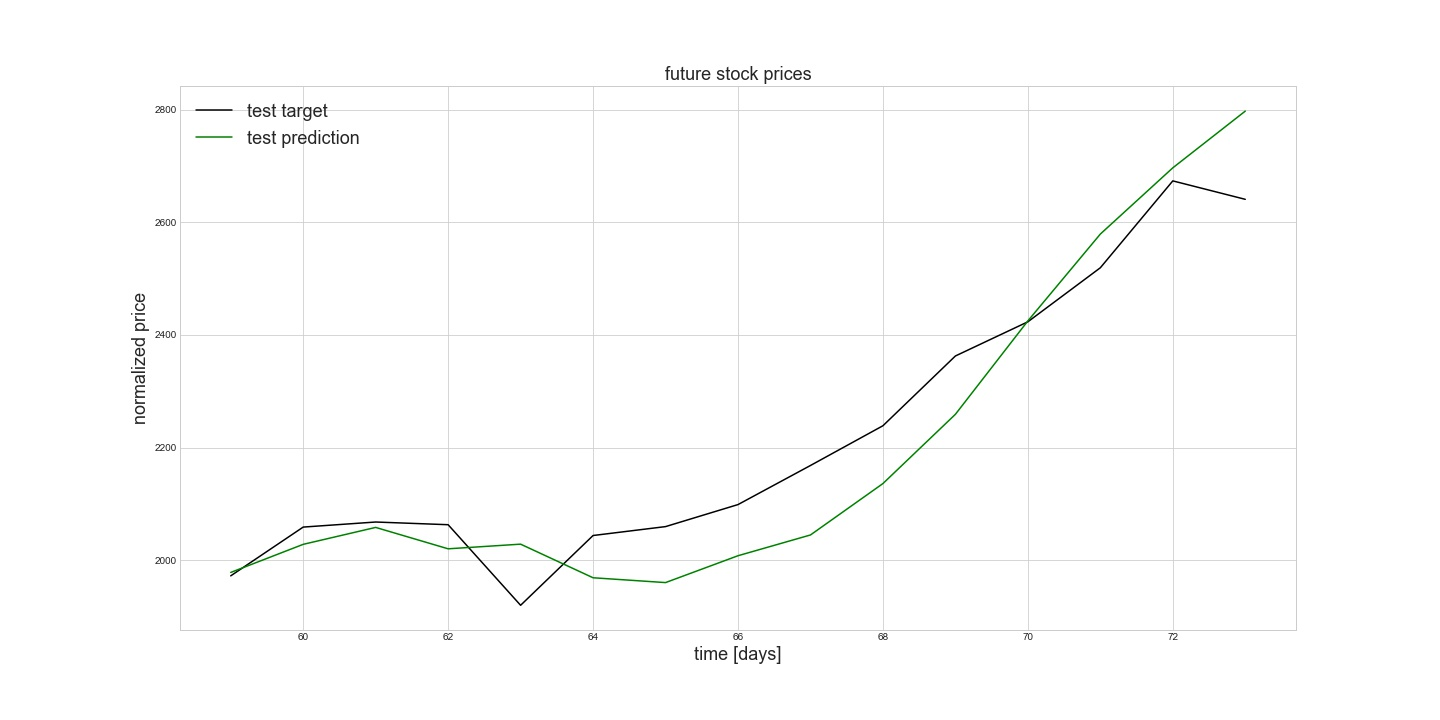 future stock prices
test target
test prediction
2800
2600
2400
2200
2000
normalized price
60 62 64 66 68 70 72
time [days]